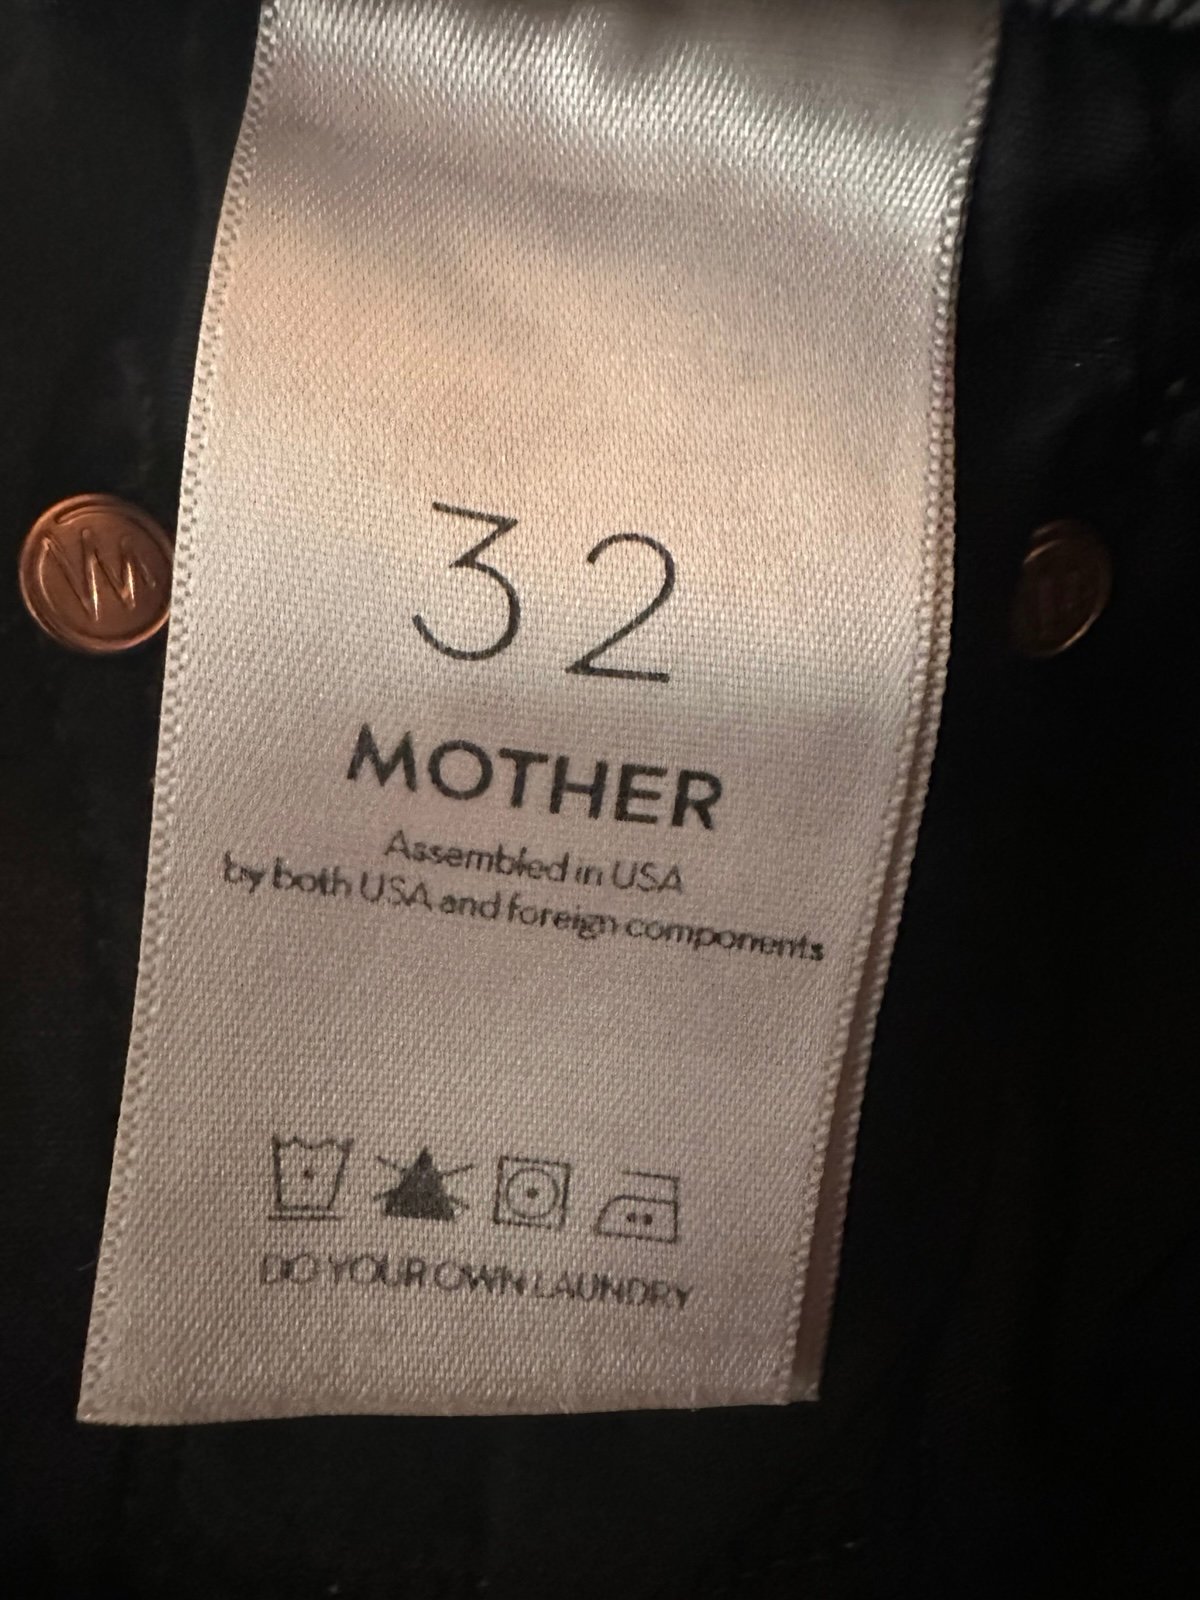 32
MOTHER
Assembled in USA
by both USA and foreign components
DO YOUR OWN LAUNDRY
M